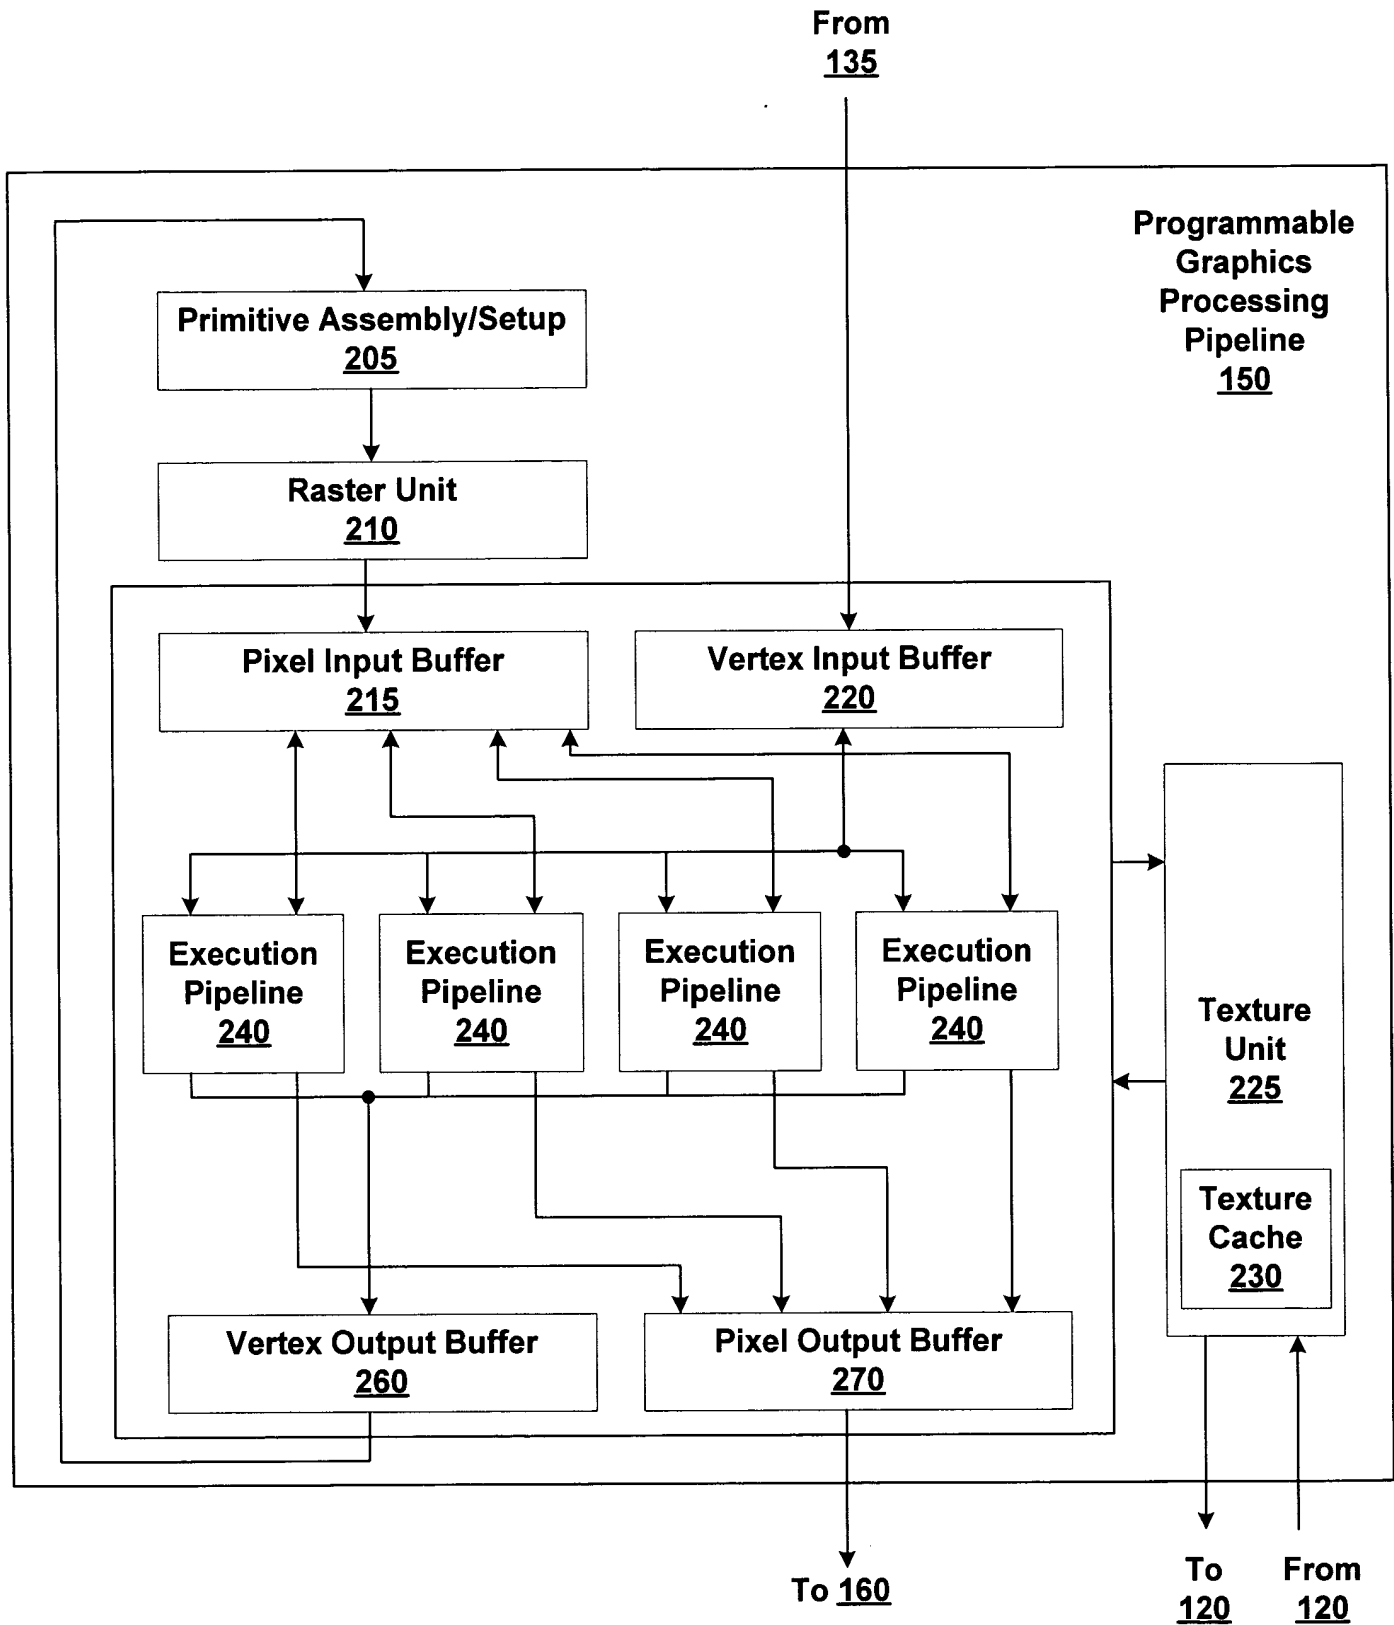 From
135
Programmable
Graphics
Processing
Pipeline
150
Primitive Assembly/Setup
205
Raster Unit
210
Pixel Input Buffer
215
Vertex Input Buffer
220
Execution
Pipeline
240
Execution
Pipeline
240
Execution
Pipeline
240
Execution
Pipeline
240
Texture
Unit
225
Texture
Cache
230
Vertex Output Buffer
260
Pixel Output Buffer
270
To 160
To
120
From
120